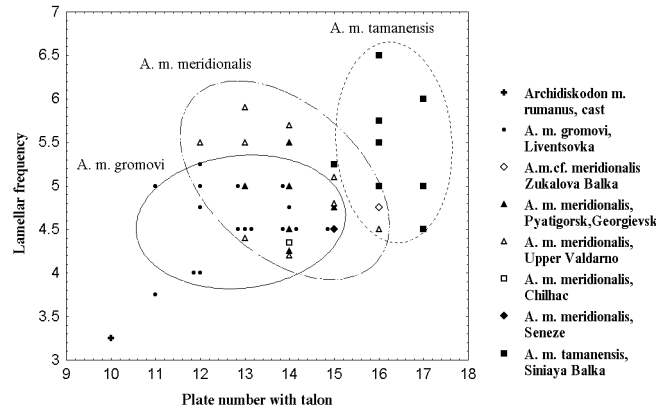 7
6.5
6
5.5
5
4.5
4
3.5
3
Lamellar frequency
9 10 11 12 13 14 15 16 17 18
Plate number with talon
A. m. tamanensis
A. m. meridionalis
A. m. gromovi
Archidiskodon m.
rumanus, cast
A. m. gromovi,
Liventsovka
A.m.cf. meridionalis
Zukalova Balka
A. m. meridionalis,
Pyatigorsk,Georgievsk
A. m. meridionalis,
Upper Valdarno
A. m. meridionalis,
Chilhac
A. m. meridionalis,
Seneze
A. m. tamanensis,
Siniaya Balka